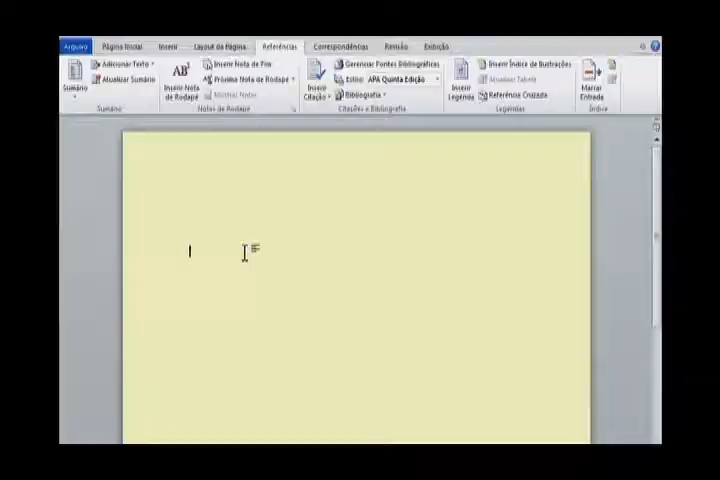 Arquivo Página Inicial Inserir Layout da Página Referências Correspondências Revisão Exibição
Sumário
Adicionar Texto
Atualizar Sumário
Sumário
AB¹
Inserir Nota
de Rodapé
Inserir Nota de Fim
Próxima Nota de Rodapé
Mostrar Notas
Notas de Rodapé
Inserir
Citação
Gerenciar Fontes Bibliográficas
Estilo: APA Quinta Edição
Bibliografia
Citações e Bibliografia
Inserir
Legenda
Inserir Índice de Ilustrações
Atualizar Tabela
Referência Cruzada
Legendas
Marcar
Entrada
Índice